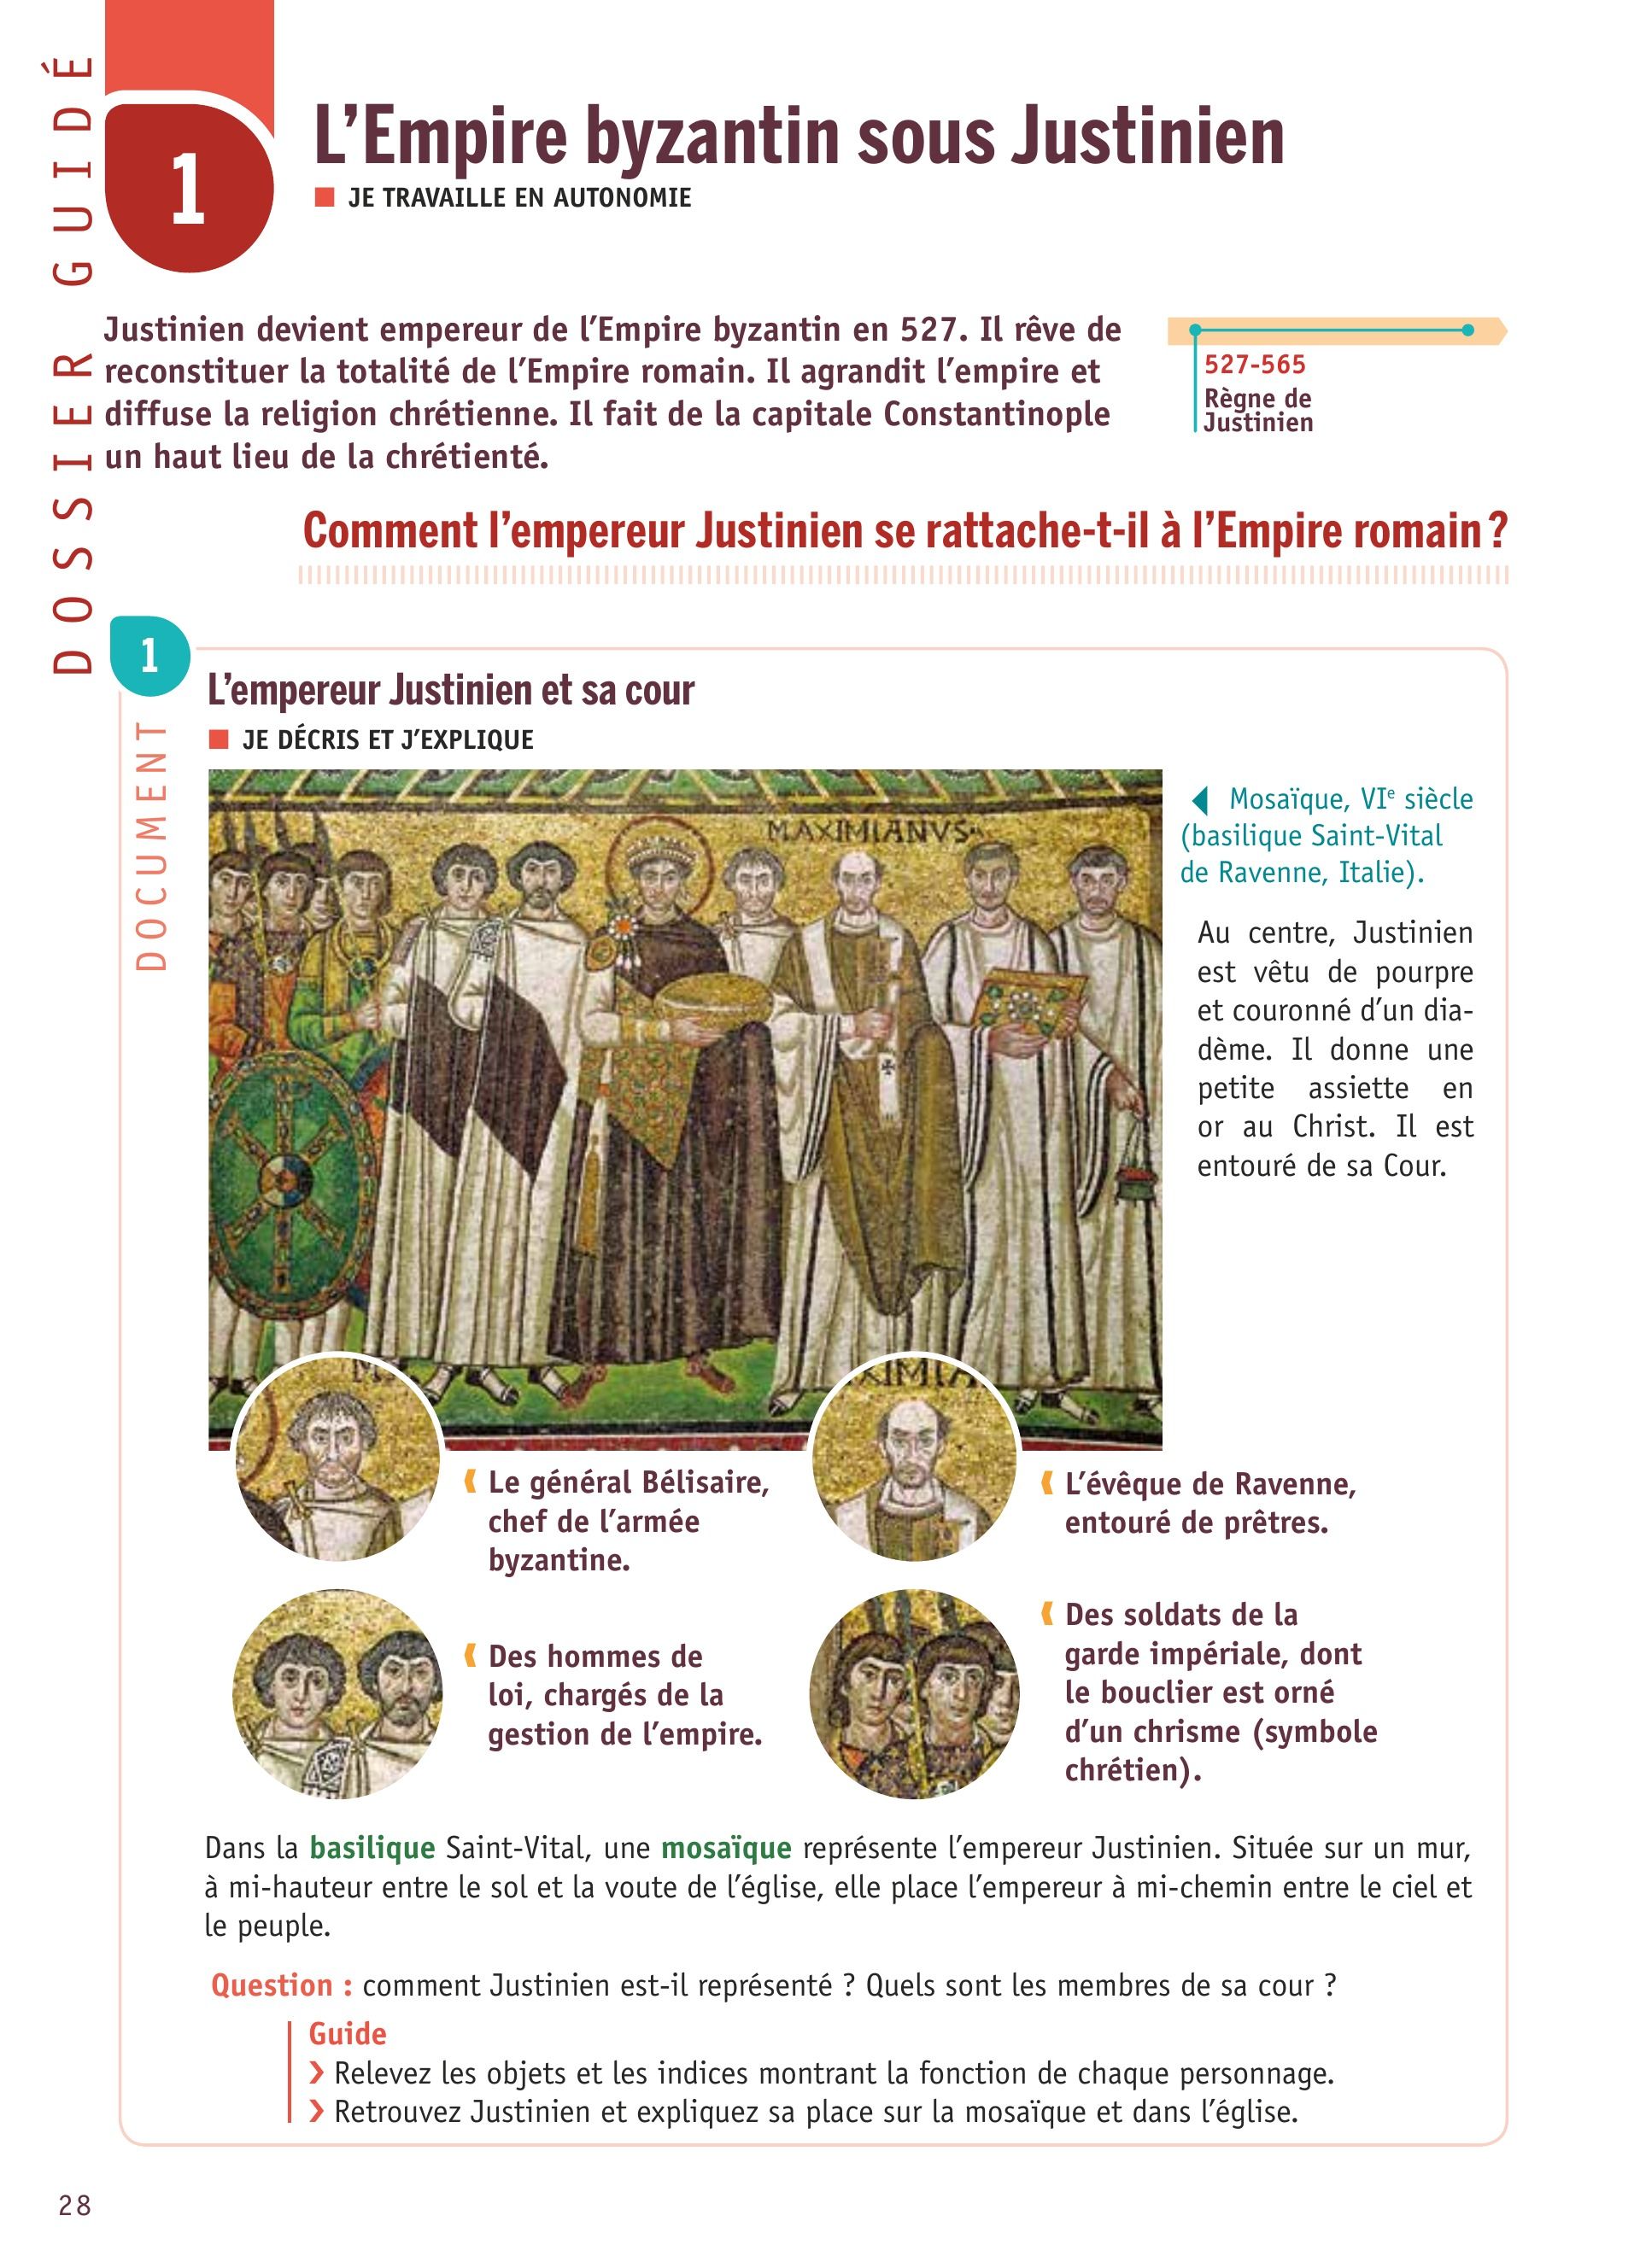 DOSSIER GUIDÉ
1
L’Empire byzantin sous Justinien
JE TRAVAILLE EN AUTONOMIE
Justinien devient empereur de l’Empire byzantin en 527. Il rêve de
reconstituer la totalité de l’Empire romain. Il agrandit l’empire et
diffuse la religion chrétienne. Il fait de la capitale Constantinople
un haut lieu de la chrétienté.
527-565
Règne de
Justinien
Comment l’empereur Justinien se rattache-t-il à l’Empire romain ?
1
DOCUMENT
L’empereur Justinien et sa cour
JE DÉCRIS ET J’EXPLIQUE
MAXIMIANVS
Mosaïque, VIe siècle
(basilique Saint-Vital
de Ravenne, Italie).
Au centre, Justinien
est vêtu de pourpre
et couronné d’un dia-
dème. Il donne une
petite assiette en
or au Christ. Il est
entouré de sa Cour.
Le général Bélisaire,
chef de l’armée
byzantine.
XIMIA
L’évêque de Ravenne,
entouré de prêtres.
Des hommes de
loi, chargés de la
gestion de l’empire.
Des soldats de la
garde impériale, dont
le bouclier est orné
d’un chrisme (symbole
chrétien).
Dans la basilique Saint-Vital, une mosaïque représente l’empereur Justinien. Située sur un mur,
à mi-hauteur entre le sol et la voute de l’église, elle place l’empereur à mi-chemin entre le ciel et
le peuple.
Question : comment Justinien est-il représenté ? Quels sont les membres de sa cour ?
Guide
› Relevez les objets et les indices montrant la fonction de chaque personnage.
› Retrouvez Justinien et expliquez sa place sur la mosaïque et dans l’église.
28